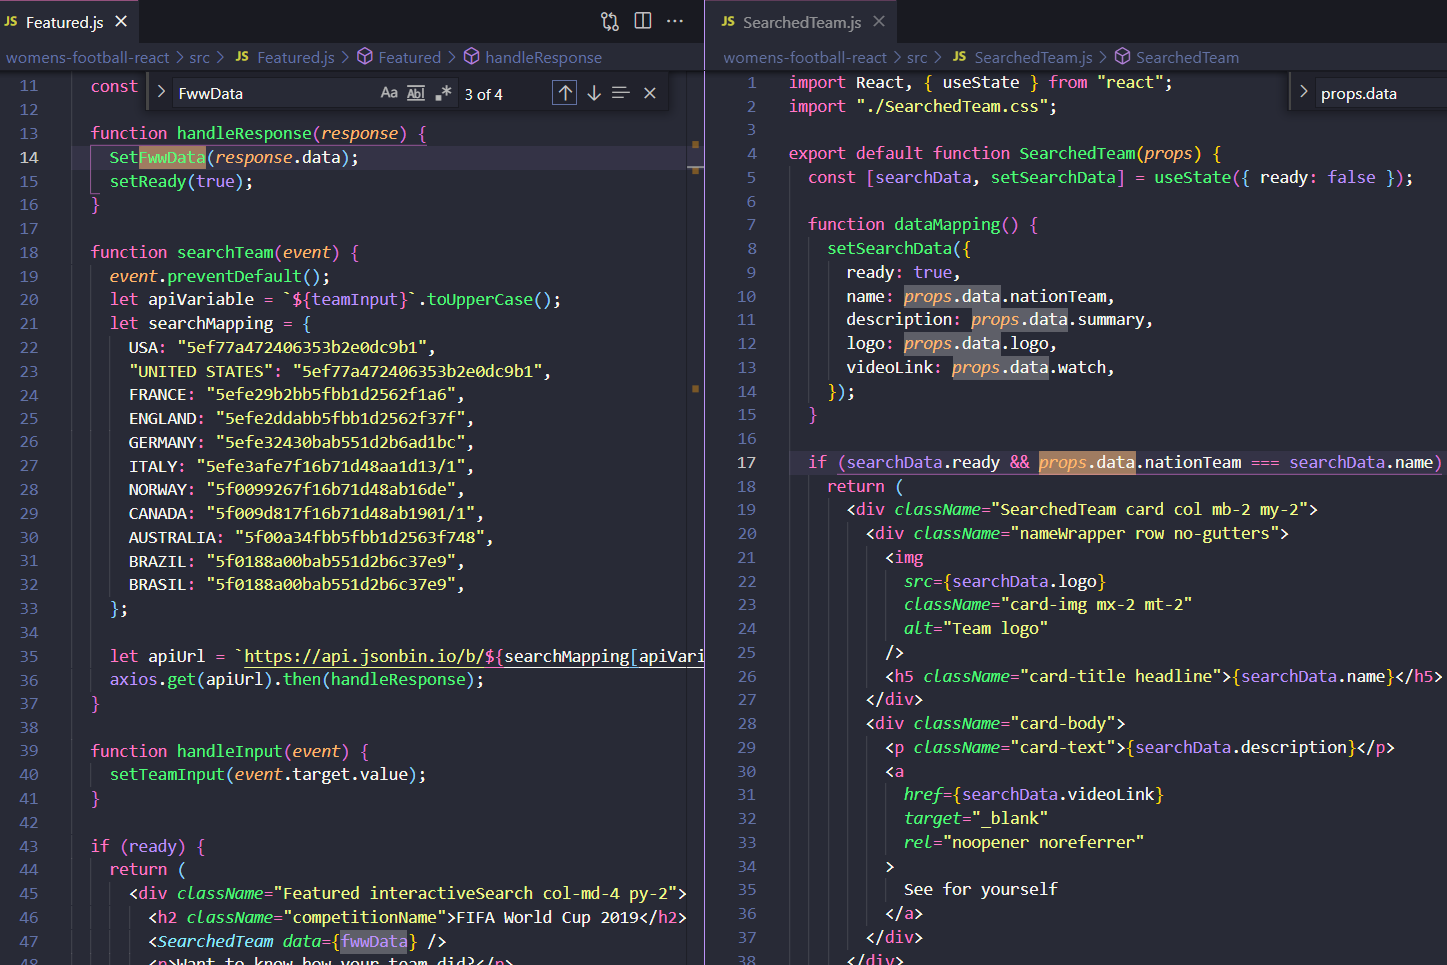 JS Featured.js ×
womens-football-react > src > JS Featured.js > Featured > handleResponse
FwwData Aa Abl .* 3 of 4
11 const
12
13 function handleResponse(response) {
14 SetFwwData(response.data);
15 setReady(true);
16 }
17
18 function searchTeam(event) {
19 event.preventDefault();
20 let apiVariable = `${teamInput}`.toUpperCase();
21 let searchMapping = {
22 USA: "5ef77a472406353b2e0dc9b1",
23 "UNITED STATES": "5ef77a472406353b2e0dc9b1",
24 FRANCE: "5efe29b2bb5fbb1d2562f1a6",
25 ENGLAND: "5efe2ddabb5fbb1d2562f37f",
26 GERMANY: "5efe32430bab551d2b6ad1bc",
27 ITALY: "5efe3afe7f16b71d48aa1d13/1",
28 NORWAY: "5f0099267f16b71d48ab16de",
29 CANADA: "5f009d817f16b71d48ab1901/1",
30 AUSTRALIA: "5f00a34fbb5fbb1d2563f748",
31 BRAZIL: "5f0188a00bab551d2b6c37e9",
32 BRASIL: "5f0188a00bab551d2b6c37e9",
33 };
34
35 let apiUrl = `https://api.jsonbin.io/b/${searchMapping[apiVari
36 axios.get(apiUrl).then(handleResponse);
37 }
38
39 function handleInput(event) {
40 setTeamInput(event.target.value);
41 }
42
43 if (ready) {
44 return (
45 <div className="Featured interactiveSearch col-md-4 py-2">
46 <h2 className="competitionName">FIFA World Cup 2019</h2>
47 <SearchedTeam data={fwwData} />
48 <p>Want to know how your team did?</p>
JS SearchedTeam.js ×
womens-football-react > src > JS SearchedTeam.js > SearchedTeam
props.data
1 import React, { useState } from "react";
2 import "./SearchedTeam.css";
3
4 export default function SearchedTeam(props) {
5 const [searchData, setSearchData] = useState({ ready: false });
6
7 function dataMapping() {
8 setSearchData({
9 ready: true,
10 name: props.data.nationTeam,
11 description: props.data.summary,
12 logo: props.data.logo,
13 videoLink: props.data.watch,
14 });
15 }
16
17 if (searchData.ready && props.data.nationTeam === searchData.name)
18 return (
19 <div className="SearchedTeam card col mb-2 my-2">
20 <div className="nameWrapper row no-gutters">
21 <img
22 src={searchData.logo}
23 className="card-img mx-2 mt-2"
24 alt="Team logo"
25 />
26 <h5 className="card-title headline">{searchData.name}</h5>
27 </div>
28 <div className="card-body">
29 <p className="card-text">{searchData.description}</p>
30 <a
31 href={searchData.videoLink}
32 target="_blank"
33 rel="noopener noreferrer"
34 >
35 See for yourself
36 </a>
37 </div>
38 </div>